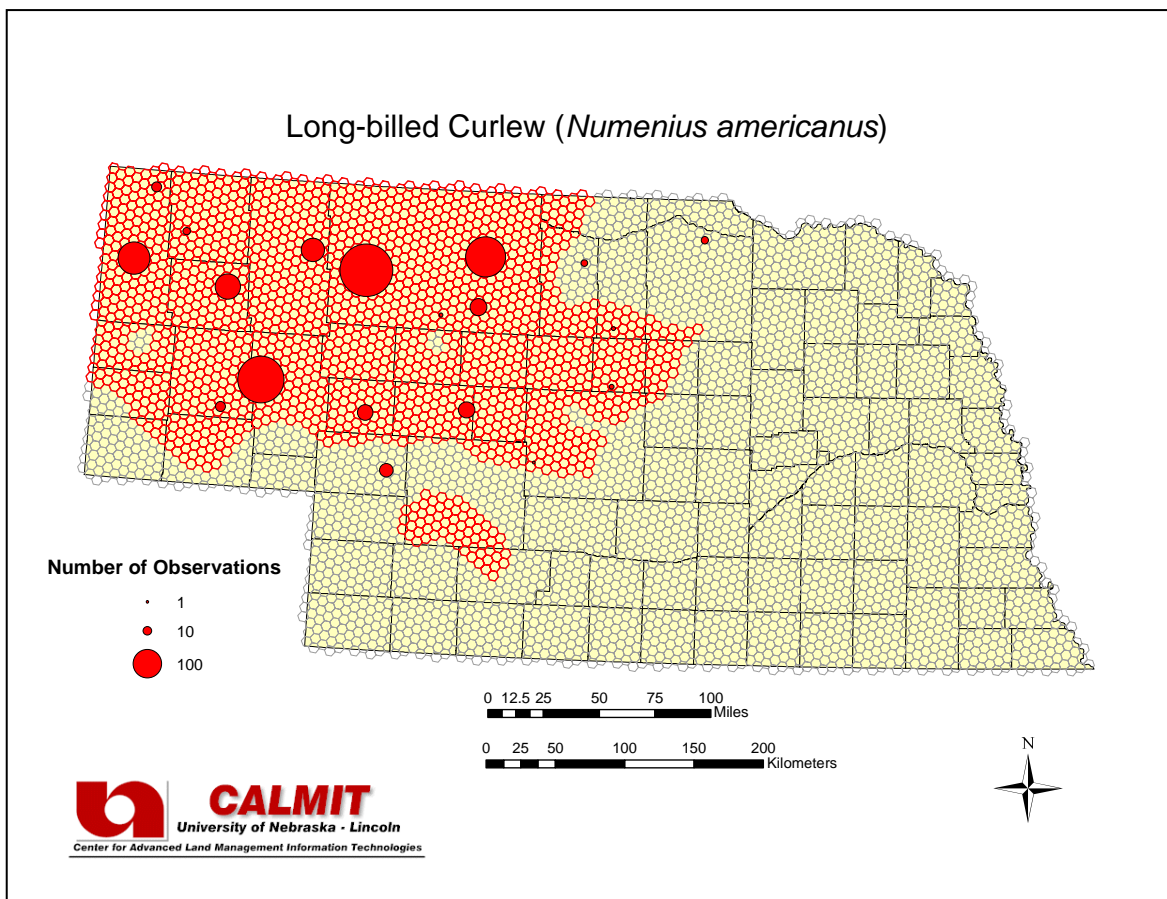 Long-billed Curlew (Numenius americanus)
Number of Observations
1
10
100
0 12.5 25 50 75 100
Miles
0 25 50 100 150 200
Kilometers
N
CALMIT
University of Nebraska - Lincoln
Center for Advanced Land Management Information Technologies